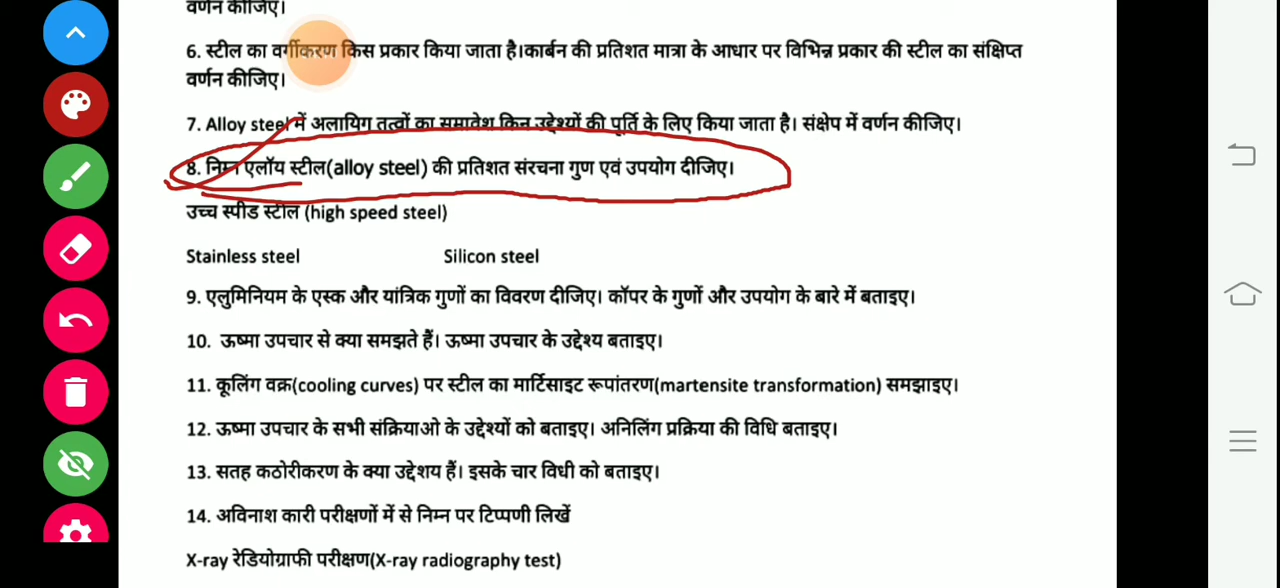 वर्णन कीजिए।
6. स्टील का वर्गीकरण किस प्रकार किया जाता है।कार्बन की प्रतिशत मात्रा के आधार पर विभिन्न प्रकार की स्टील का संक्षिप्त
वर्णन कीजिए।
7. Alloy steel में अलायिग तत्वों का समावेश किन उद्देश्यों की पूर्ति के लिए किया जाता है। संक्षेप में वर्णन कीजिए।
8. निम्न एलॉय स्टील(alloy steel) की प्रतिशत संरचना गुण एवं उपयोग दीजिए।
उच्च स्पीड स्टील (high speed steel)
Stainless steel Silicon steel
9. एलुमिनियम के एस्क और यांत्रिक गुणों का विवरण दीजिए। कॉपर के गुणों और उपयोग के बारे में बताइए।
10. ऊष्मा उपचार से क्या समझते हैं। ऊष्मा उपचार के उद्देश्य बताइए।
11. कूलिंग वक्र(cooling curves) पर स्टील का मार्टिसाइट रूपांतरण(martensite transformation) समझाइए।
12. ऊष्मा उपचार के सभी संक्रियाओ के उद्देश्यों को बताइए। अनिलिंग प्रक्रिया की विधि बताइए।
13. सतह कठोरीकरण के क्या उद्देशय हैं। इसके चार विधी को बताइए।
14. अविनाश कारी परीक्षणों में से निम्न पर टिप्पणी लिखें
X-ray रेडियोग्राफी परीक्षण(X-ray radiography test)